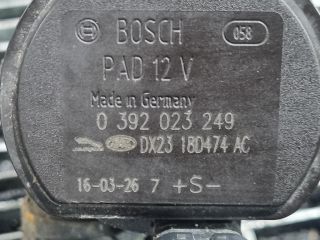 BOSCH
058
PAD 12 V
Made in Germany
0 392 023 249
DX23 18D474 AC
16-03-26 7 +S-